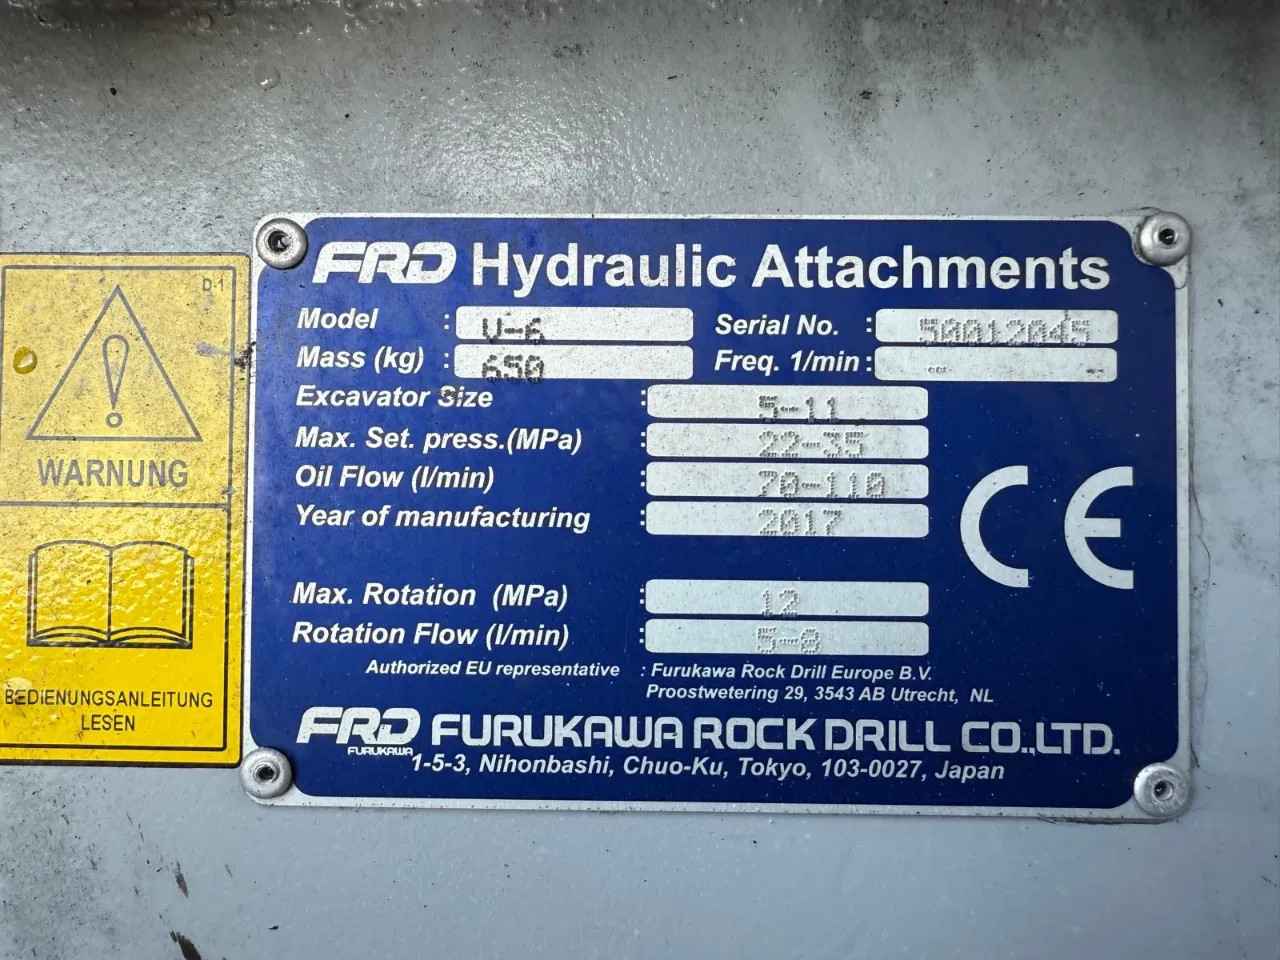 D-1
WARNUNG
BEDIENUNGSANLEITUNG
LESEN
FRD Hydraulic Attachments
Model : V-6
Serial No. : 50012045
Mass (kg) : 650
Freq. 1/min : -- -
Excavator Size : 5-11
Max. Set. press.(MPa) : 22-35
Oil Flow (l/min) : 70-110
Year of manufacturing : 2017
CE
Max. Rotation (MPa) : 12
Rotation Flow (l/min) : 5-8
Authorized EU representative : Furukawa Rock Drill Europe B.V.
Proostwetering 29, 3543 AB Utrecht, NL
FRD FURUKAWA ROCK DRILL CO.,LTD.
FURUKAWA
1-5-3, Nihonbashi, Chuo-Ku, Tokyo, 103-0027, Japan